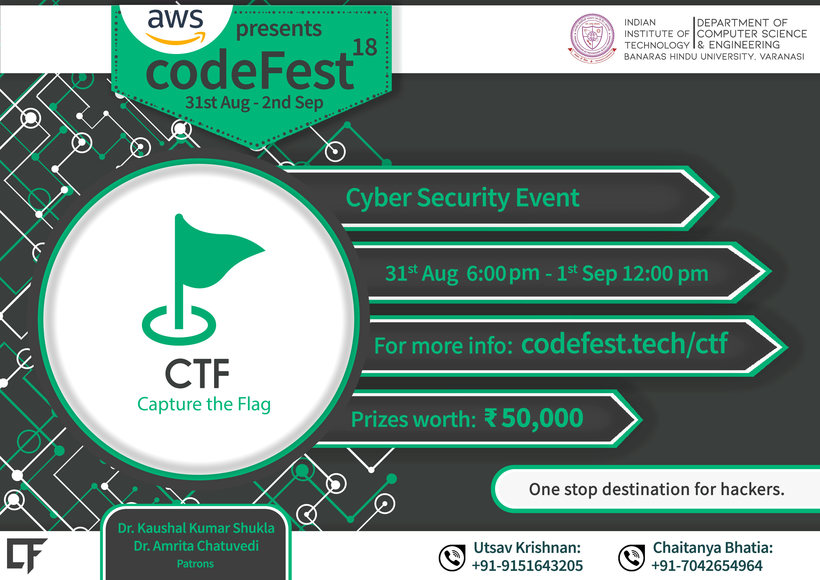 aws
presents
codeFest 18
31st Aug - 2nd Sep
INDIAN
INSTITUTE OF
TECHNOLOGY
DEPARTMENT OF
COMPUTER SCIENCE
& ENGINEERING
BANARAS HINDU UNIVERSITY, VARANASI
Cyber Security Event
31st Aug 6:00pm - 1st Sep 12:00 pm
For more info: codefest.tech/ctf
Prizes worth: ₹ 50,000
CTF
Capture the Flag
One stop destination for hackers.
Dr. Kaushal Kumar Shukla
Dr. Amrita Chatuvedi
Patrons
CF
Utsav Krishnan:
+91-9151643205
Chaitanya Bhatia:
+91-7042654964